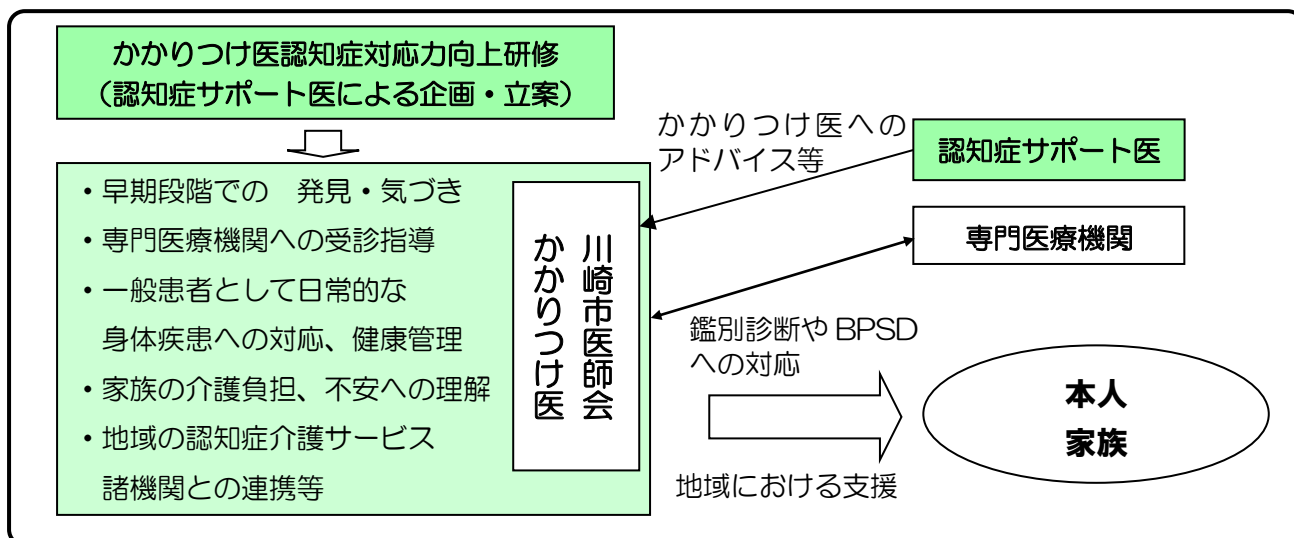 かかりつけ医認知症対応力向上研修
（認知症サポート医による企画・立案）
・早期段階での　発見・気づき
・専門医療機関への受診指導
・一般患者として日常的な
身体疾患への対応、健康管理
・家族の介護負担、不安への理解
・地域の認知症介護サービス
諸機関との連携等
川崎市医師会
かかりつけ医
かかりつけ医への
アドバイス等
認知症サポート医
専門医療機関
鑑別診断や BPSD
への対応
地域における支援
本人
家族